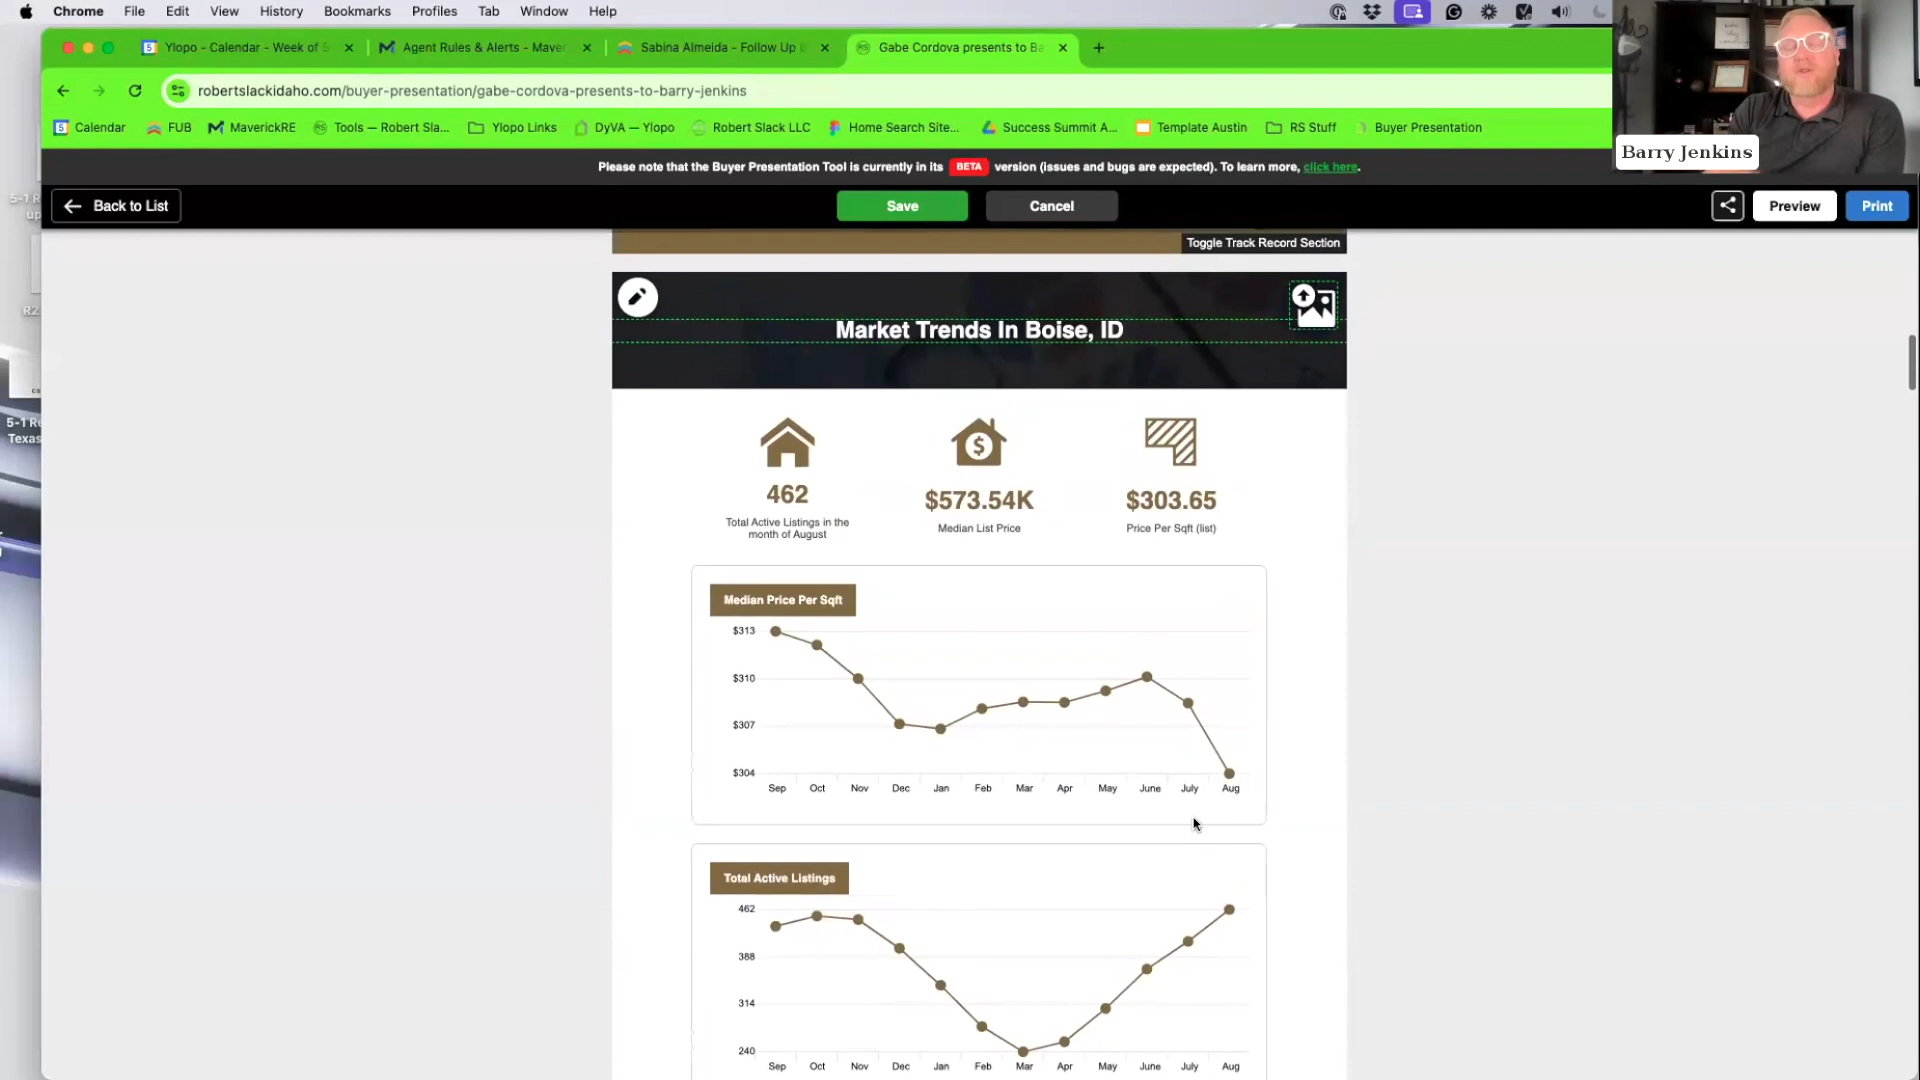 Chrome File Edit View History Bookmarks Profiles Tab Window Help
Ylopo - Calendar - Week of S
Agent Rules & Alerts - Maver
Sabina Almeida - Follow Up
Gabe Cordova presents to Ba
robertslackidaho.com/buyer-presentation/gabe-cordova-presents-to-barry-jenkins
Calendar FUB MaverickRE Tools — Robert Sla... Ylopo Links DyVA — Ylopo Robert Slack LLC Home Search Site... Success Summit A... Template Austin RS Stuff Buyer Presentation
Barry Jenkins
Please note that the Buyer Presentation Tool is currently in its BETA version (issues and bugs are expected). To learn more, click here.
Back to List Save Cancel Preview Print
Toggle Track Record Section
Market Trends In Boise, ID
462
Total Active Listings in the
month of August
$573.54K
Median List Price
$303.65
Price Per Sqft (list)
Median Price Per Sqft
$313
$310
$307
$304
Sep Oct Nov Dec Jan Feb Mar Apr May June July Aug
Total Active Listings
462
388
314
240
Sep Oct Nov Dec Jan Feb Mar Apr May June July Aug